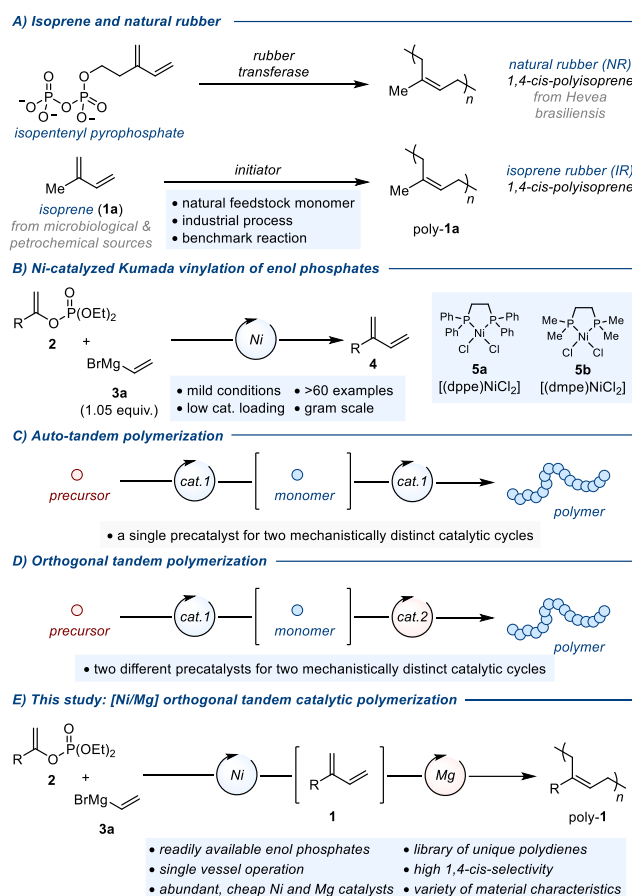 A) Isoprene and natural rubber
O
O
P
O
P
O
O⁻
⁻O
O⁻
isopentenyl pyrophosphate
rubber
transferase
Me
n
natural rubber (NR)
1,4-cis-polyisoprene
from Hevea
brasiliensis
Me
isoprene (1a)
from microbiological &
petrochemical sources
initiator
• natural feedstock monomer
• industrial process
• benchmark reaction
Me
n
poly-1a
isoprene rubber (IR)
1,4-cis-polyisoprene
B) Ni-catalyzed Kumada vinylation of enol phosphates
O
R O P(OEt)2
2
+
BrMg
3a
(1.05 equiv.)
Ni
• mild conditions • >60 examples
• low cat. loading • gram scale
R
4
Ph P P Ph
Ph Ni Ph
Cl Cl
5a
[(dppe)NiCl2]
Me P P Me
Me Ni Me
Cl Cl
5b
[(dmpe)NiCl2]
C) Auto-tandem polymerization
precursor
cat.1
monomer
cat.1
polymer
• a single precatalyst for two mechanistically distinct catalytic cycles
D) Orthogonal tandem polymerization
precursor
cat.1
monomer
cat.2
polymer
• two different precatalysts for two mechanistically distinct catalytic cycles
E) This study: [Ni/Mg] orthogonal tandem catalytic polymerization
O
R O P(OEt)2
2
+
BrMg
3a
Ni
R
1
Mg
R
n
poly-1
• readily available enol phosphates • library of unique polydienes
• single vessel operation • high 1,4-cis-selectivity
• abundant, cheap Ni and Mg catalysts • variety of material characteristics